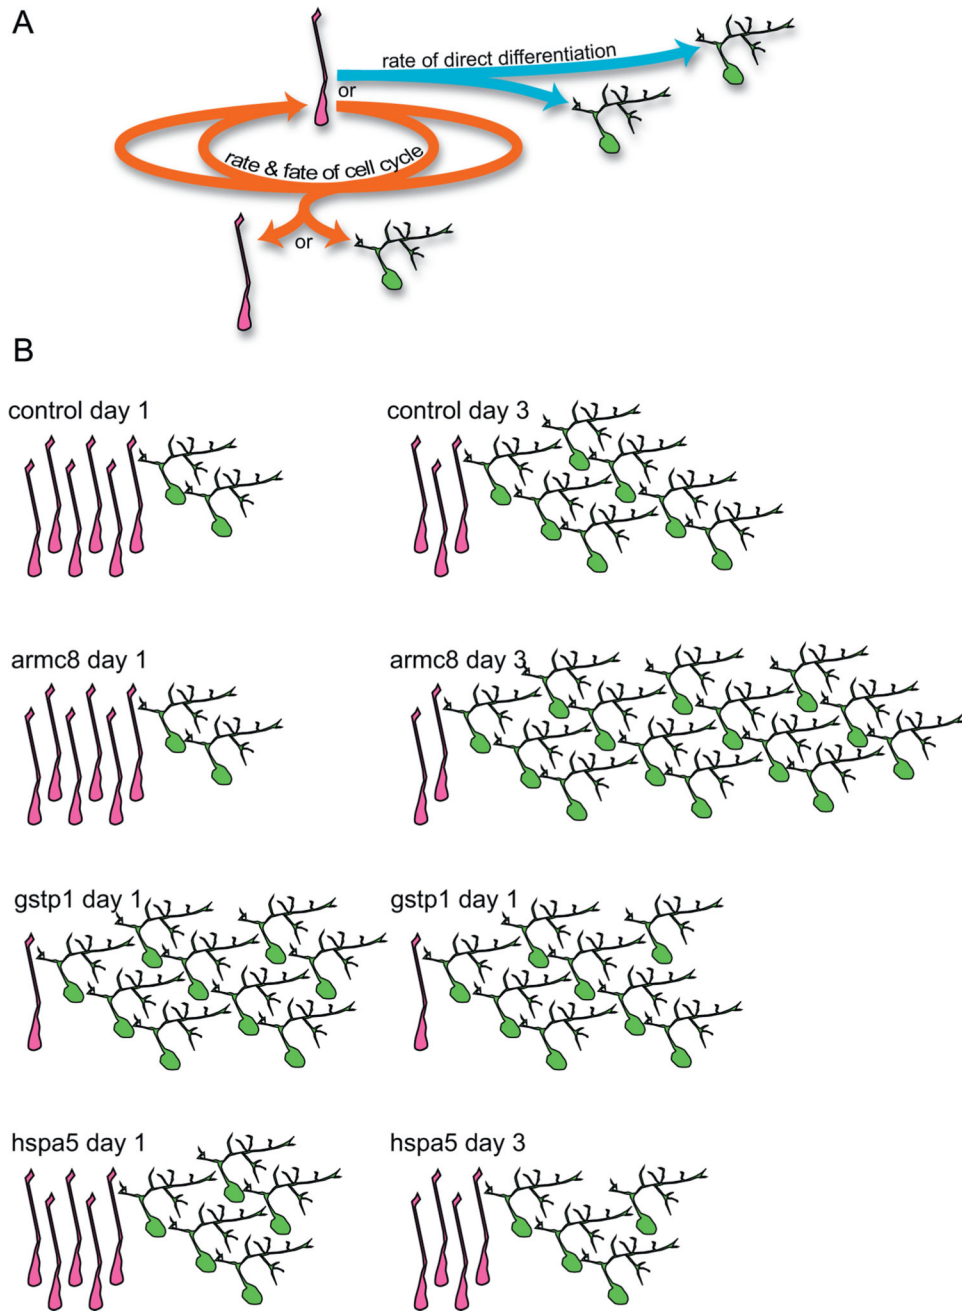 A
rate of direct differentiation
or
rate & fate of cell cycle
or
B
control day 1
control day 3
armc8 day 1
armc8 day 3
gstp1 day 1
gstp1 day 1
hspa5 day 1
hspa5 day 3